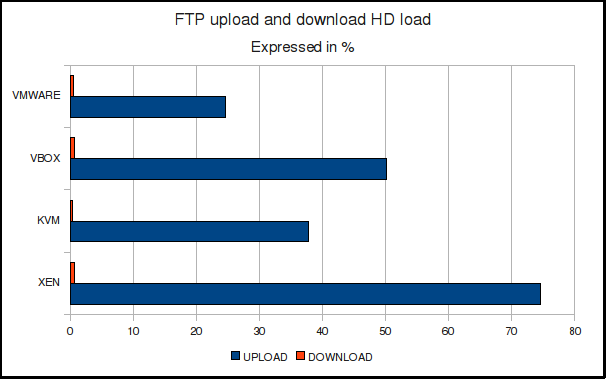 FTP upload and download HD load
Expressed in %
VMWARE
VBOX
KVM
XEN
0 10 20 30 40 50 60 70 80
UPLOAD DOWNLOAD